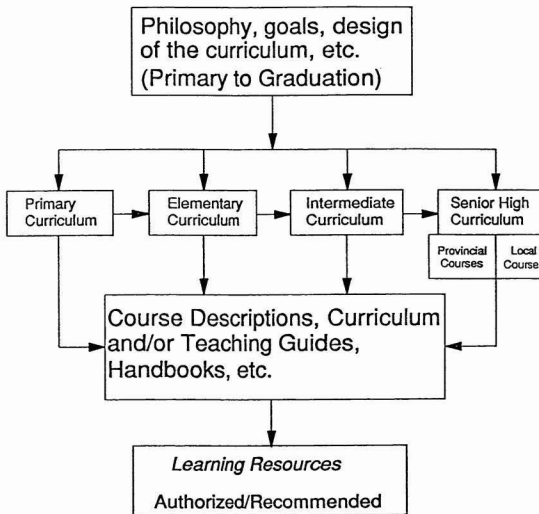 Philosophy, goals, design
of the curriculum, etc.
(Primary to Graduation)
Primary
Curriculum
Elementary
Curriculum
Intermediate
Curriculum
Senior High
Curriculum
Provincial
Courses
Local
Course
Course Descriptions, Curriculum
and/or Teaching Guides,
Handbooks, etc.
Learning Resources
Authorized/Recommended